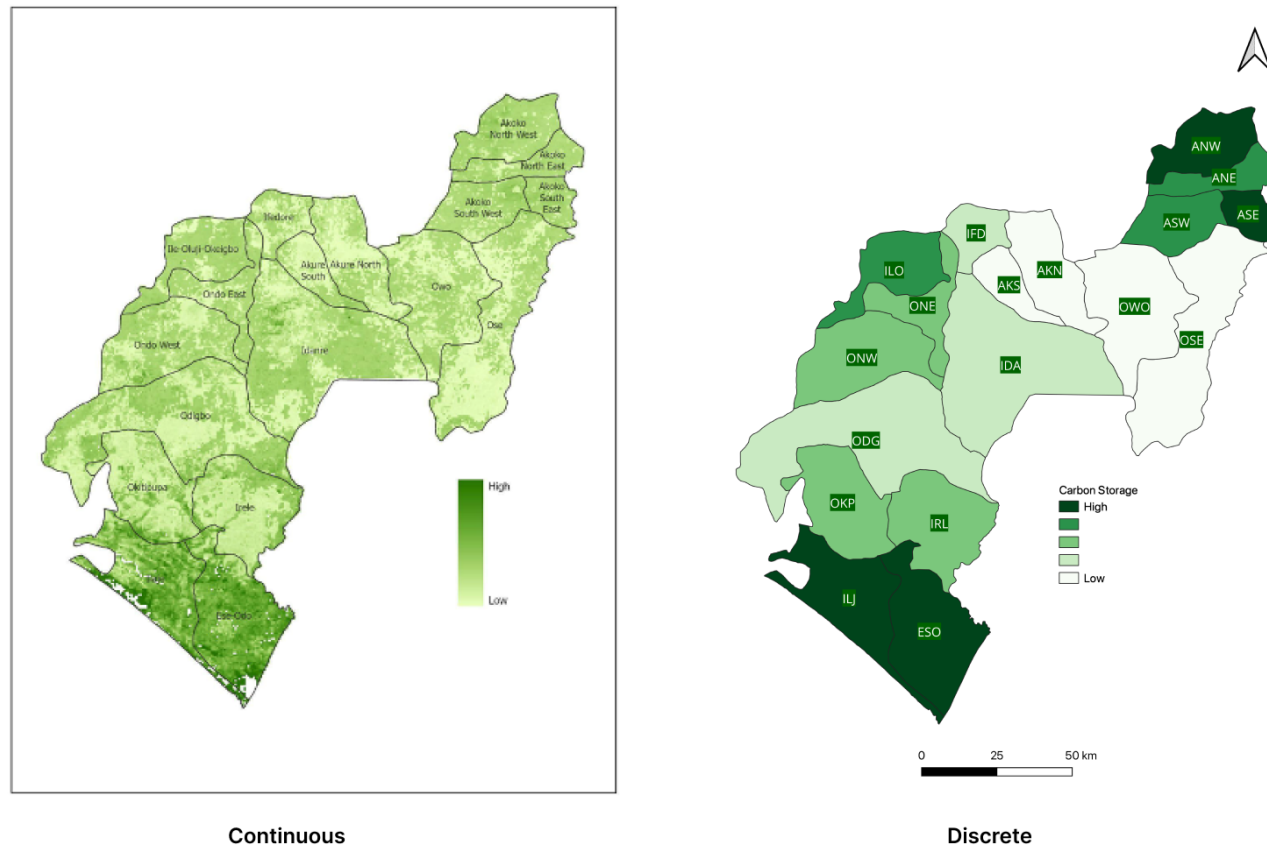 Akoko
North West
Akoko
North East
Akoko
South East
Akoko
South West
Ifedore
Ile-Oluji-Okeigbo
Akure
South
Akure North
Ondo East
Owo
Ose
Ondo West
Idanre
Odigbo
Okitipupa
Irele
Ese-Odo
High
Low
Continuous
ANW
ANE
ASE
ASW
IFD
ILO
AKN
AKS
ONE
OWO
OSE
ONW
IDA
ODG
OKP
IRL
ILJ
ESO
Carbon Storage
High
Low
0 25 50 km
Discrete